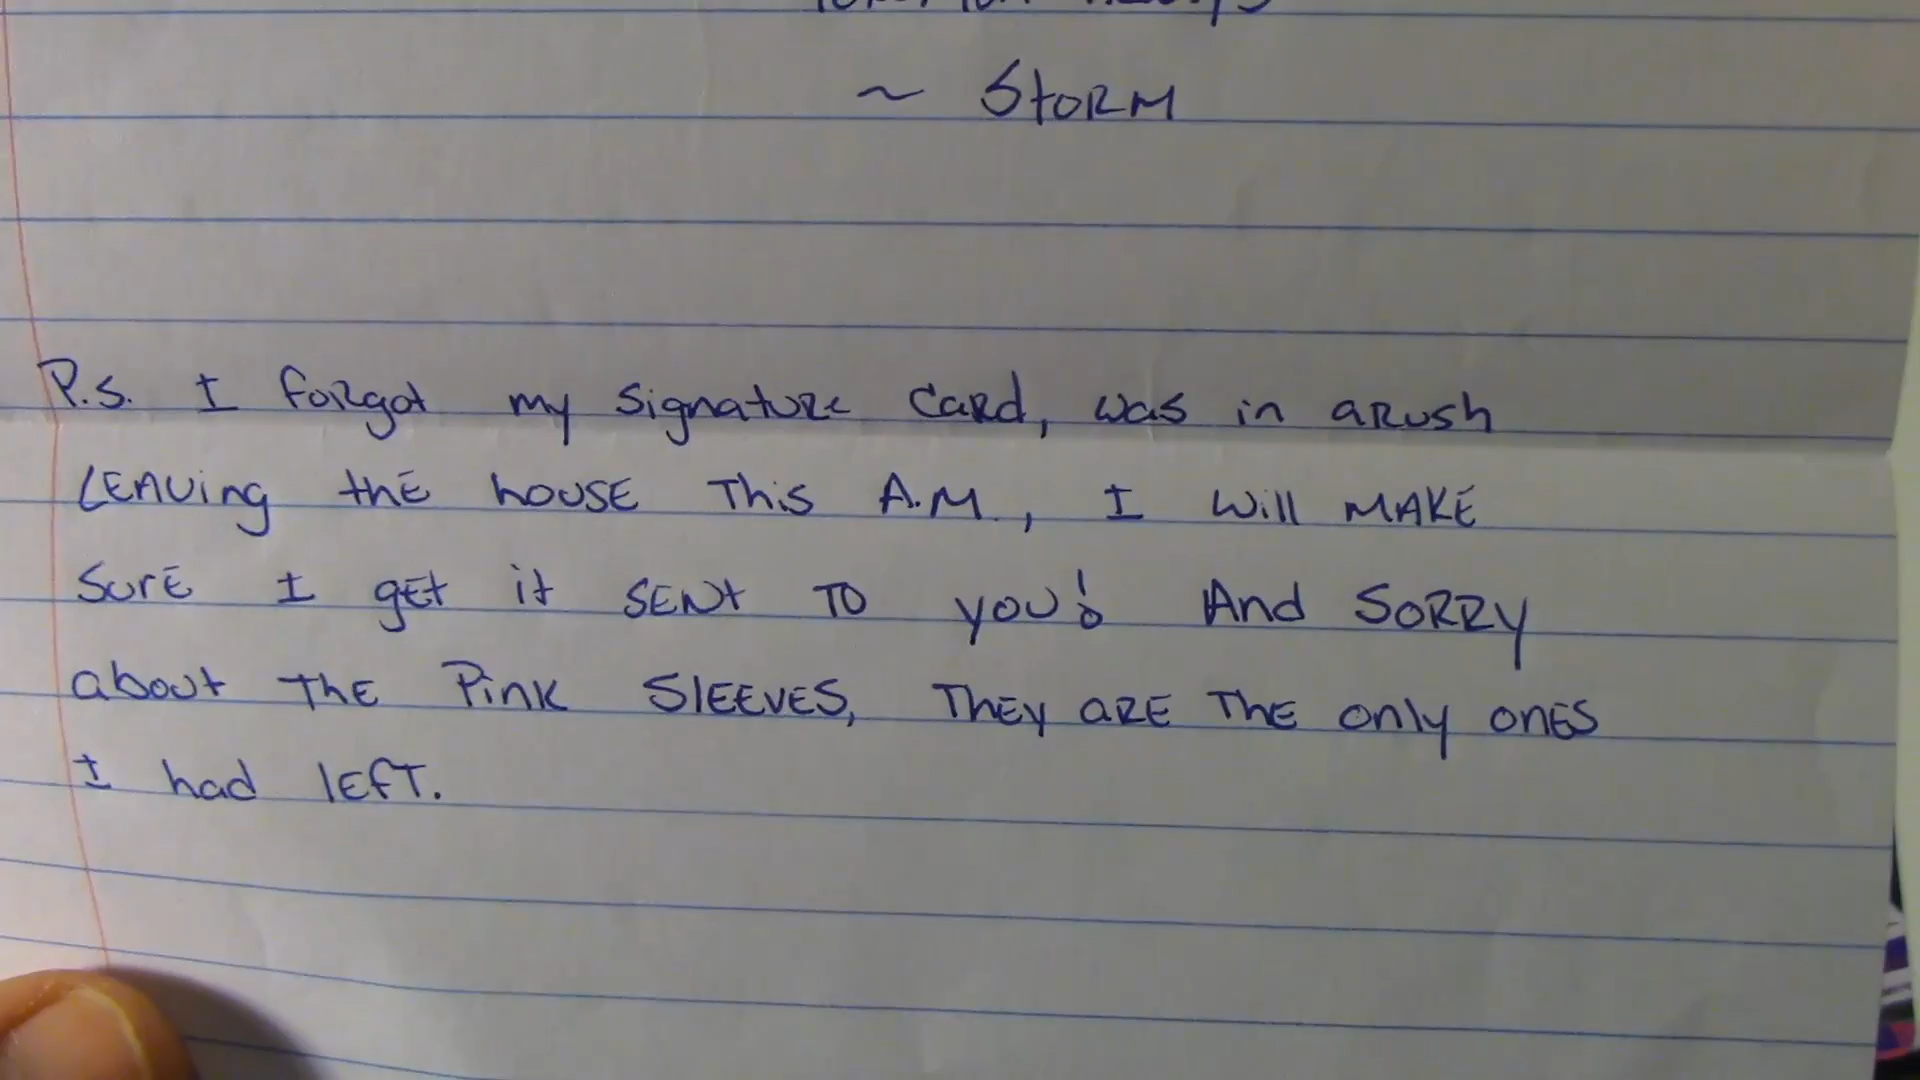 ~ StoRM
P.S. I forgot my signature card, was in aRush
LEAving thE housE This A.M., I will MAKE
SurE I gEt it SENt TO you! And SoRRy
about ThE Pink SlEEvES, ThEy aRE ThE only onES
I had lEfT.